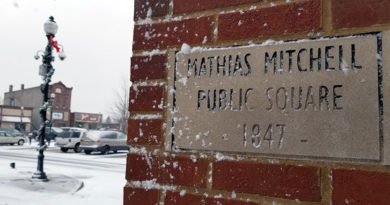 MATHIAS MITCHELL
PUBLIC SQUARE
- 1847 -